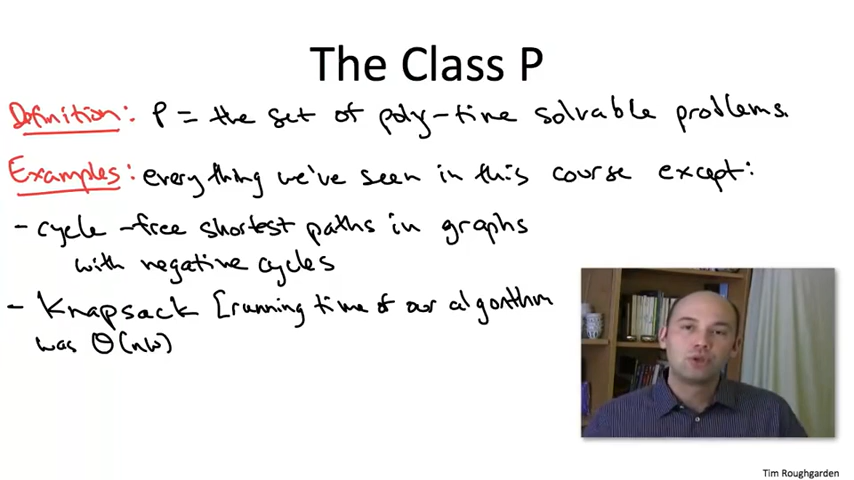 The Class P
Definition: P = the set of poly-time solvable problems.
Examples: everything we've seen in this course except:
- cycle-free shortest paths in graphs
with negative cycles
- Knapsack [running time of our algorithm
was Θ(nW)
Tim Roughgarden